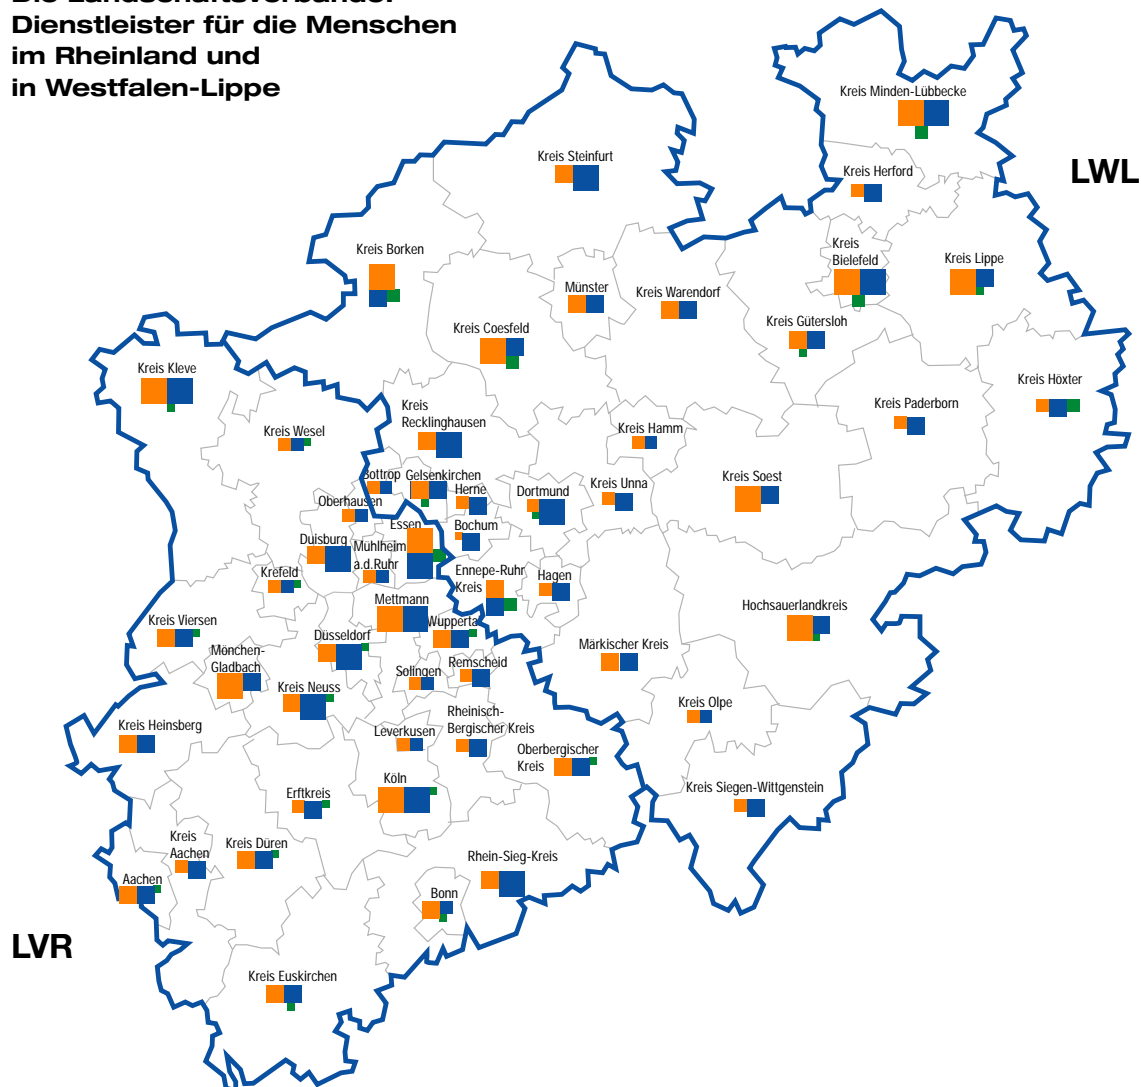 Die Landschaftsverbände:
Dienstleister für die Menschen
im Rheinland und
in Westfalen-Lippe
Kreis Minden-Lübbecke
Kreis Steinfurt
Kreis Herford
LWL
Kreis Borken
Kreis
Bielefeld
Kreis Lippe
Münster
Kreis Warendorf
Kreis Gütersloh
Kreis Coesfeld
Kreis Kleve
Kreis Höxter
Kreis
Recklinghausen
Kreis Paderborn
Kreis Wesel
Kreis Hamm
Bottrop
Gelsenkirchen
Kreis Soest
Herne
Dortmund
Kreis Unna
Oberhausen
Essen
Bochum
Duisburg
Mühlheim
a.d.Ruhr
Krefeld
Ennepe-Ruhr
Kreis
Hagen
Mettmann
Hochsauerlandkreis
Kreis Viersen
Wupperta
Düsseldorf
Märkischer Kreis
Mönchen-
Gladbach
Solingen
Remscheid
Kreis Neuss
Kreis Olpe
Kreis Heinsberg
Rheinisch-
Bergischer Kreis
Leverkusen
Oberbergischer
Kreis
Köln
Kreis Siegen-Wittgenstein
Erftkreis
Kreis
Aachen
Kreis Düren
Rhein-Sieg-Kreis
Aachen
Bonn
LVR
Kreis Euskirchen